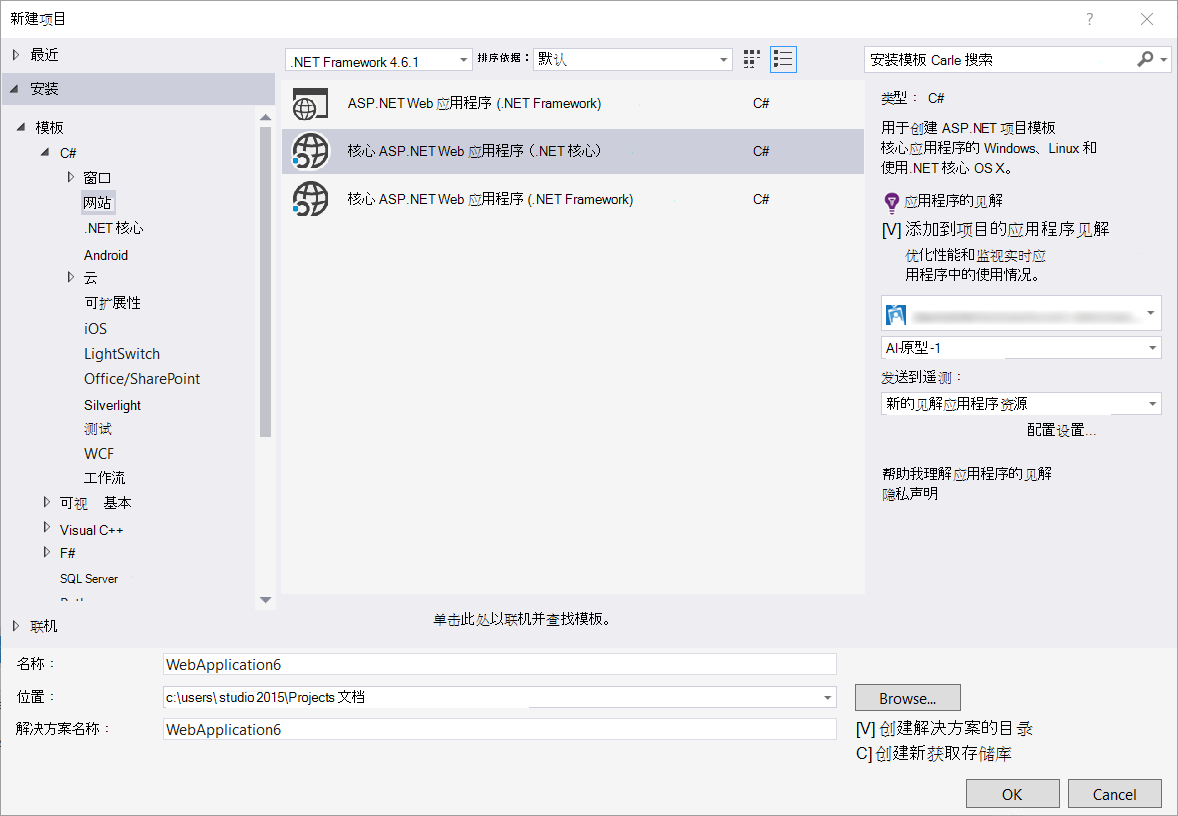 新建项目
?
最近
安装
模板
C#
窗口
网站
.NET 核心
Android
云
可扩展性
iOS
LightSwitch
Office/SharePoint
Silverlight
测试
WCF
工作流
可视 基本
Visual C++
F#
SQL Server
联机
.NET Framework 4.6.1
排序依据：
默认
ASP.NET Web 应用程序 (.NET Framework) C#
核心 ASP.NET Web 应用程序（.NET 核心） C#
核心 ASP.NET Web 应用程序 (.NET Framework) C#
单击此处以联机并查找模板。
安装模板 Carle 搜索
类型： C#
用于创建 ASP.NET 项目模板
核心应用程序的 Windows、Linux 和
使用.NET 核心 OS X。
应用程序的见解
[V] 添加到项目的应用程序见解
优化性能和监视实时应
用程序中的使用情况。
AI-原型-1
发送到遥测：
新的见解应用程序资源
配置设置...
帮助我理解应用程序的见解
隐私声明
名称：
WebApplication6
位置：
c:\users\ studio 2015\Projects 文档
Browse...
解决方案名称：
WebApplication6
[V] 创建解决方案的目录
C] 创建新获取存储库
OK
Cancel